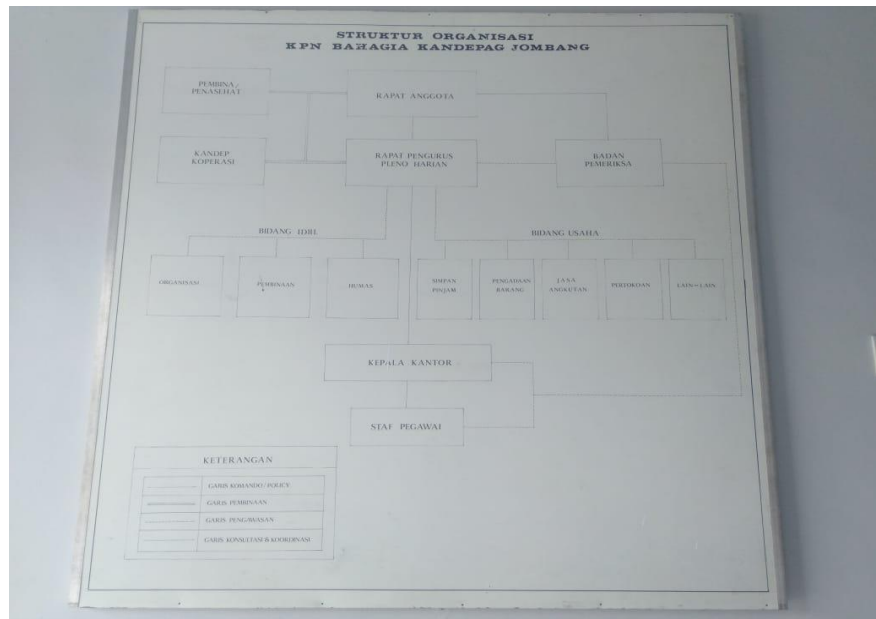 STRUKTUR ORGANISASI
KPN BAHAGIA KANDEPAG JOMBANG
PEMBINA/
PENASEHAT
RAPAT ANGGOTA
KANDEP
KOPERASI
RAPAT PENGURUS
PLENO HARIAN
BADAN
PEMERIKSA
BIDANG IDIIL
BIDANG USAHA
ORGANISASI
PEMBINAAN
HUMAS
SIMPAN
PINJAM
PENGADAAN
BARANG
JASA
ANGKUTAN
PERTOKOAN
LAIN-LAIN
KEPALA KANTOR
STAF PEGAWAI
KETERANGAN
GARIS KOMANDO/POLICE
GARIS PEMBINAAN
GARIS PENGAWASAN
GARIS KONSULTASI & KOORDINASI